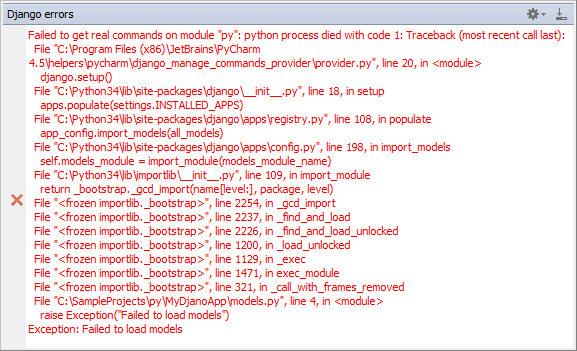 Django errors
Failed to get real commands on module "py": python process died with code 1: Traceback (most recent call last):
File "C:\Program Files (x86)\JetBrains\PyCharm
4.5\helpers\pycharm\django_manage_commands_provider\provider.py", line 20, in <module>
django.setup()
File "C:\Python34\lib\site-packages\django\__init__.py", line 18, in setup
apps.populate(settings.INSTALLED_APPS)
File "C:\Python34\lib\site-packages\django\apps\registry.py", line 108, in populate
app_config.import_models(all_models)
File "C:\Python34\lib\site-packages\django\apps\config.py", line 198, in import_models
self.models_module = import_module(models_module_name)
File "C:\Python34\lib\importlib\__init__.py", line 109, in import_module
return _bootstrap._gcd_import(name[level:], package, level)
File "<frozen importlib._bootstrap>", line 2254, in _gcd_import
File "<frozen importlib._bootstrap>", line 2237, in _find_and_load
File "<frozen importlib._bootstrap>", line 2226, in _find_and_load_unlocked
File "<frozen importlib._bootstrap>", line 1200, in _load_unlocked
File "<frozen importlib._bootstrap>", line 1129, in _exec
File "<frozen importlib._bootstrap>", line 1471, in exec_module
File "<frozen importlib._bootstrap>", line 321, in _call_with_frames_removed
File "C:\SampleProjects\py\MyDjanoApp\models.py", line 4, in <module>
raise Exception("Failed to load models")
Exception: Failed to load models